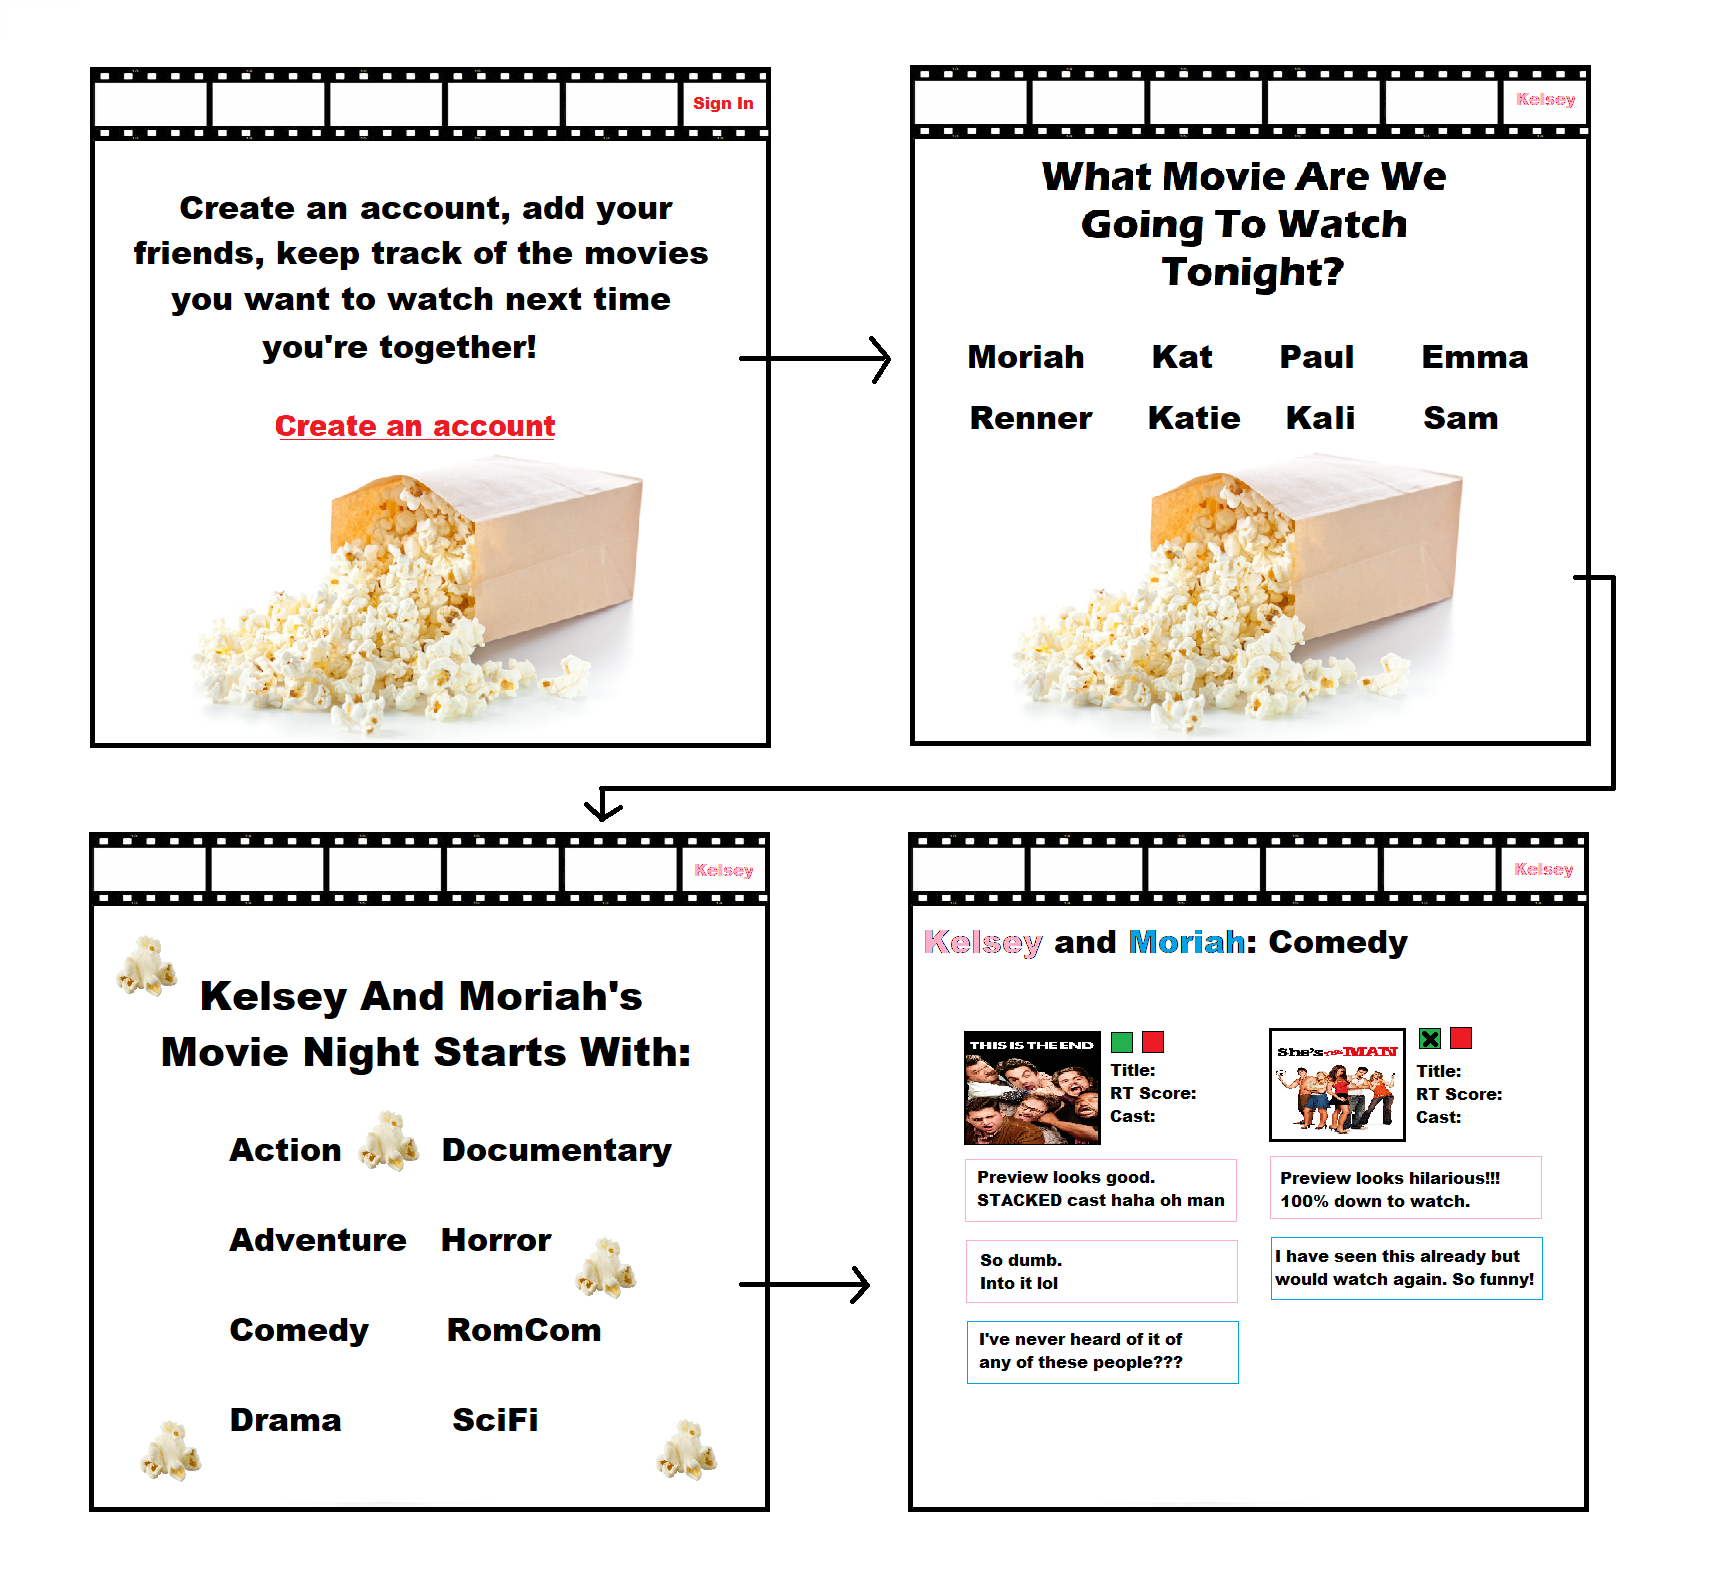 Sign In
Create an account, add your
friends, keep track of the movies
you want to watch next time
you're together!
Create an account
Kelsey
What Movie Are We
Going To Watch
Tonight?
Moriah Kat Paul Emma
Renner Katie Kali Sam
Kelsey
Kelsey And Moriah's
Movie Night Starts With:
Action Documentary
Adventure Horror
Comedy RomCom
Drama SciFi
Kelsey
Kelsey and Moriah: Comedy
THIS IS THE END
Title:
RT Score:
Cast:
Preview looks good.
STACKED cast haha oh man
So dumb.
Into it lol
I've never heard of it of
any of these people???
She's THE MAN
Title:
RT Score:
Cast:
Preview looks hilarious!!!
100% down to watch.
I have seen this already but
would watch again. So funny!